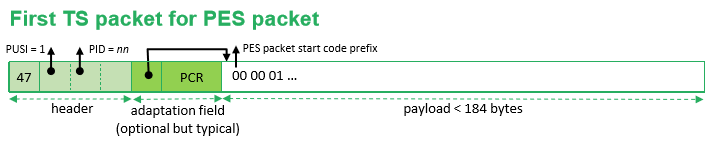 First TS packet for PES packet
PUSI = 1
PID = nn
PES packet start code prefix
47
PCR
00 00 01 ...
header
adaptation field
(optional but typical)
payload < 184 bytes